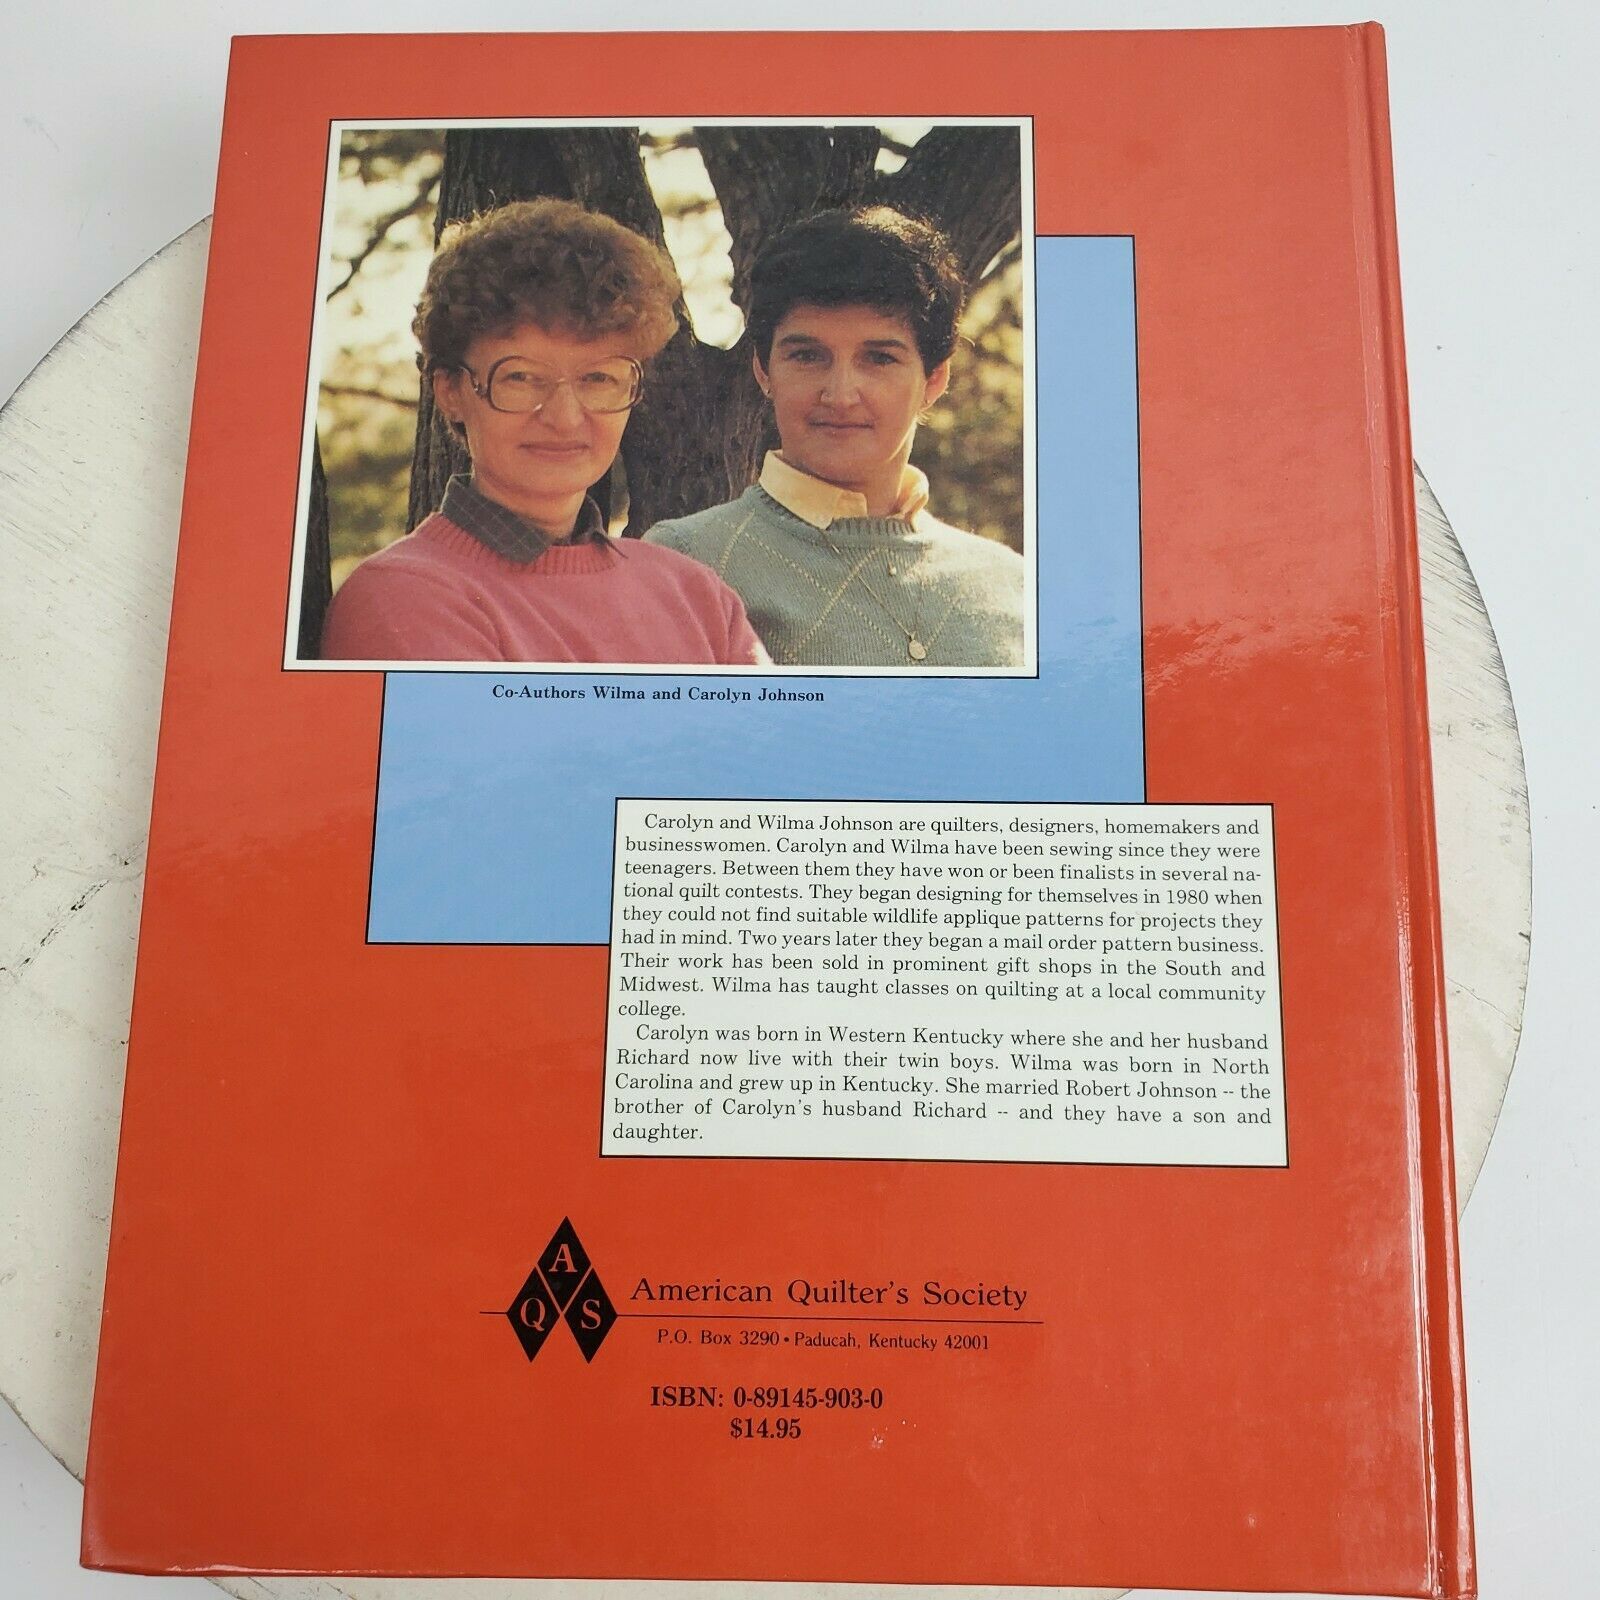 Co-Authors Wilma and Carolyn Johnson
Carolyn and Wilma Johnson are quilters, designers, homemakers and
businesswomen. Carolyn and Wilma have been sewing since they were
teenagers. Between them they have won or been finalists in several na-
tional quilt contests. They began designing for themselves in 1980 when
they could not find suitable wildlife applique patterns for projects they
had in mind. Two years later they began a mail order pattern business.
Their work has been sold in prominent gift shops in the South and
Midwest. Wilma has taught classes on quilting at a local community
college.
Carolyn was born in Western Kentucky where she and her husband
Richard now live with their twin boys. Wilma was born in North
Carolina and grew up in Kentucky. She married Robert Johnson -- the
brother of Carolyn's husband Richard -- and they have a son and
daughter.
A
Q S
American Quilter's Society
P.O. Box 3290 • Paducah, Kentucky 42001
ISBN: 0-89145-903-0
$14.95